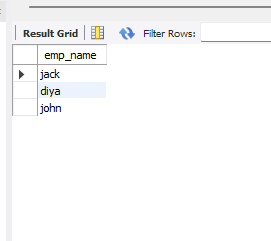 Result Grid Filter Rows:
emp_name
jack
diya
john